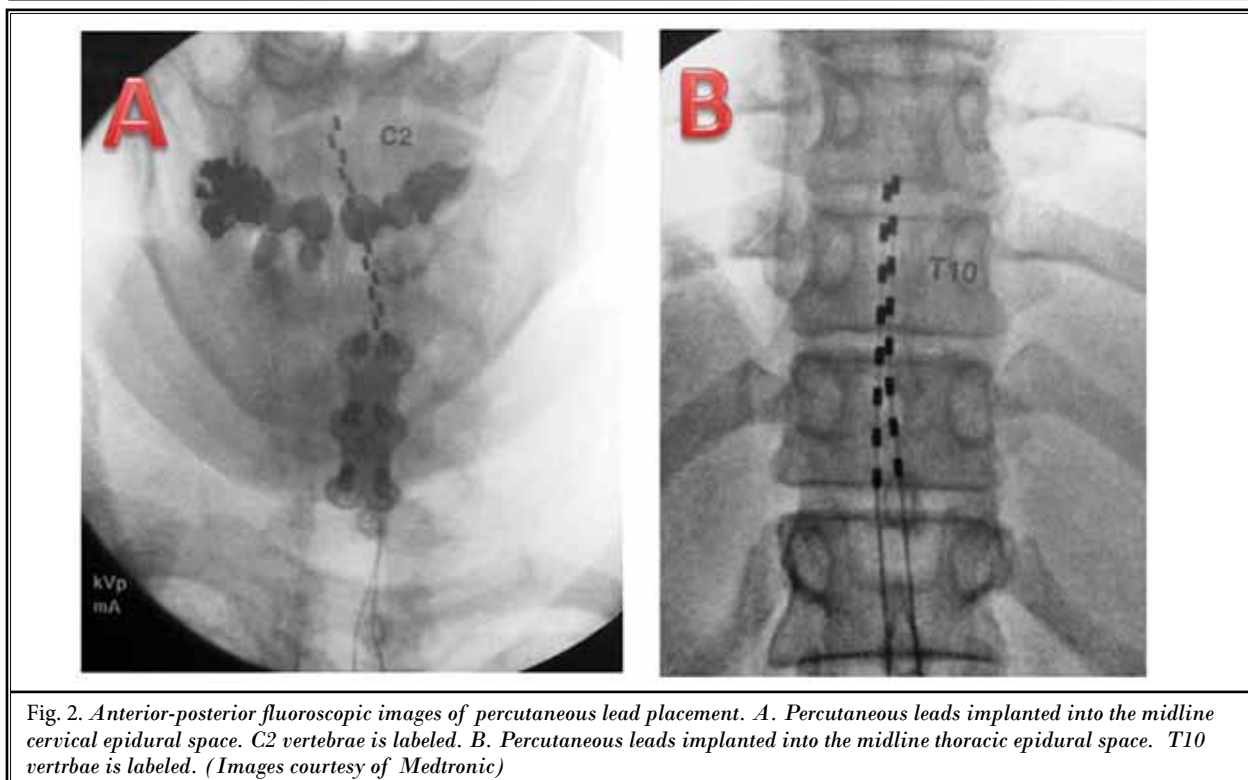 A
C2
kVp
mA
B
T10
Fig. 2. Anterior-posterior fluoroscopic images of percutaneous lead placement. A. Percutaneous leads implanted into the midline
cervical epidural space. C2 vertebrae is labeled. B. Percutaneous leads implanted into the midline thoracic epidural space. T10
vertrbae is labeled. (Images courtesy of Medtronic)